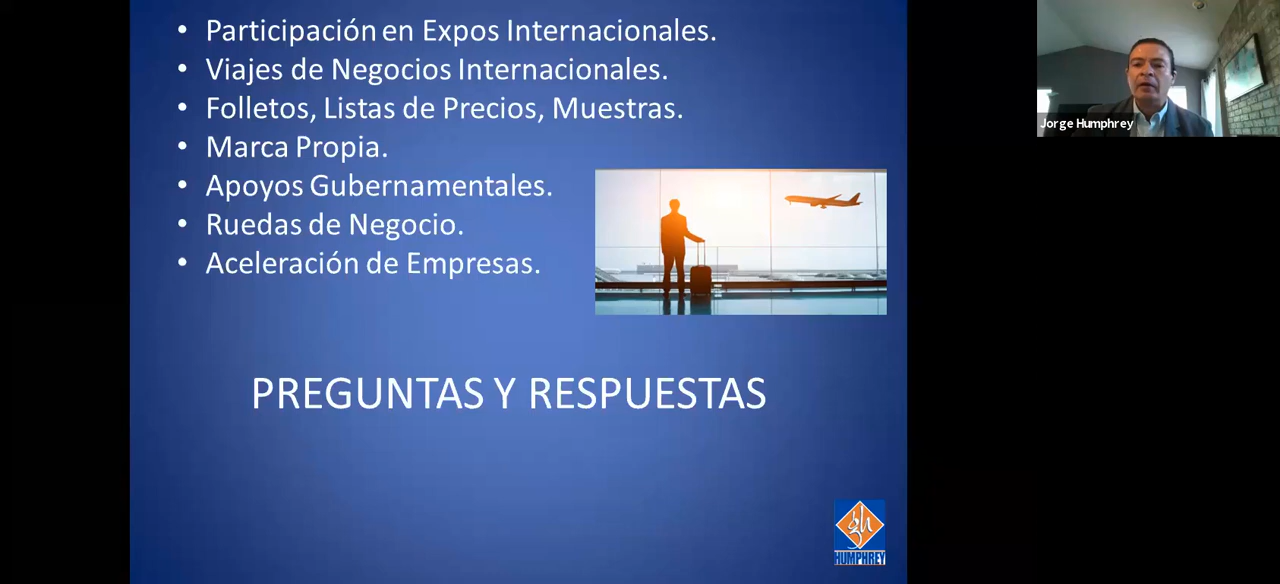 • Participación en Expos Internacionales.
• Viajes de Negocios Internacionales.
• Folletos, Listas de Precios, Muestras.
• Marca Propia.
• Apoyos Gubernamentales.
• Ruedas de Negocio.
• Aceleración de Empresas.
PREGUNTAS Y RESPUESTAS
gh
HUMPHREY
Jorge Humphrey